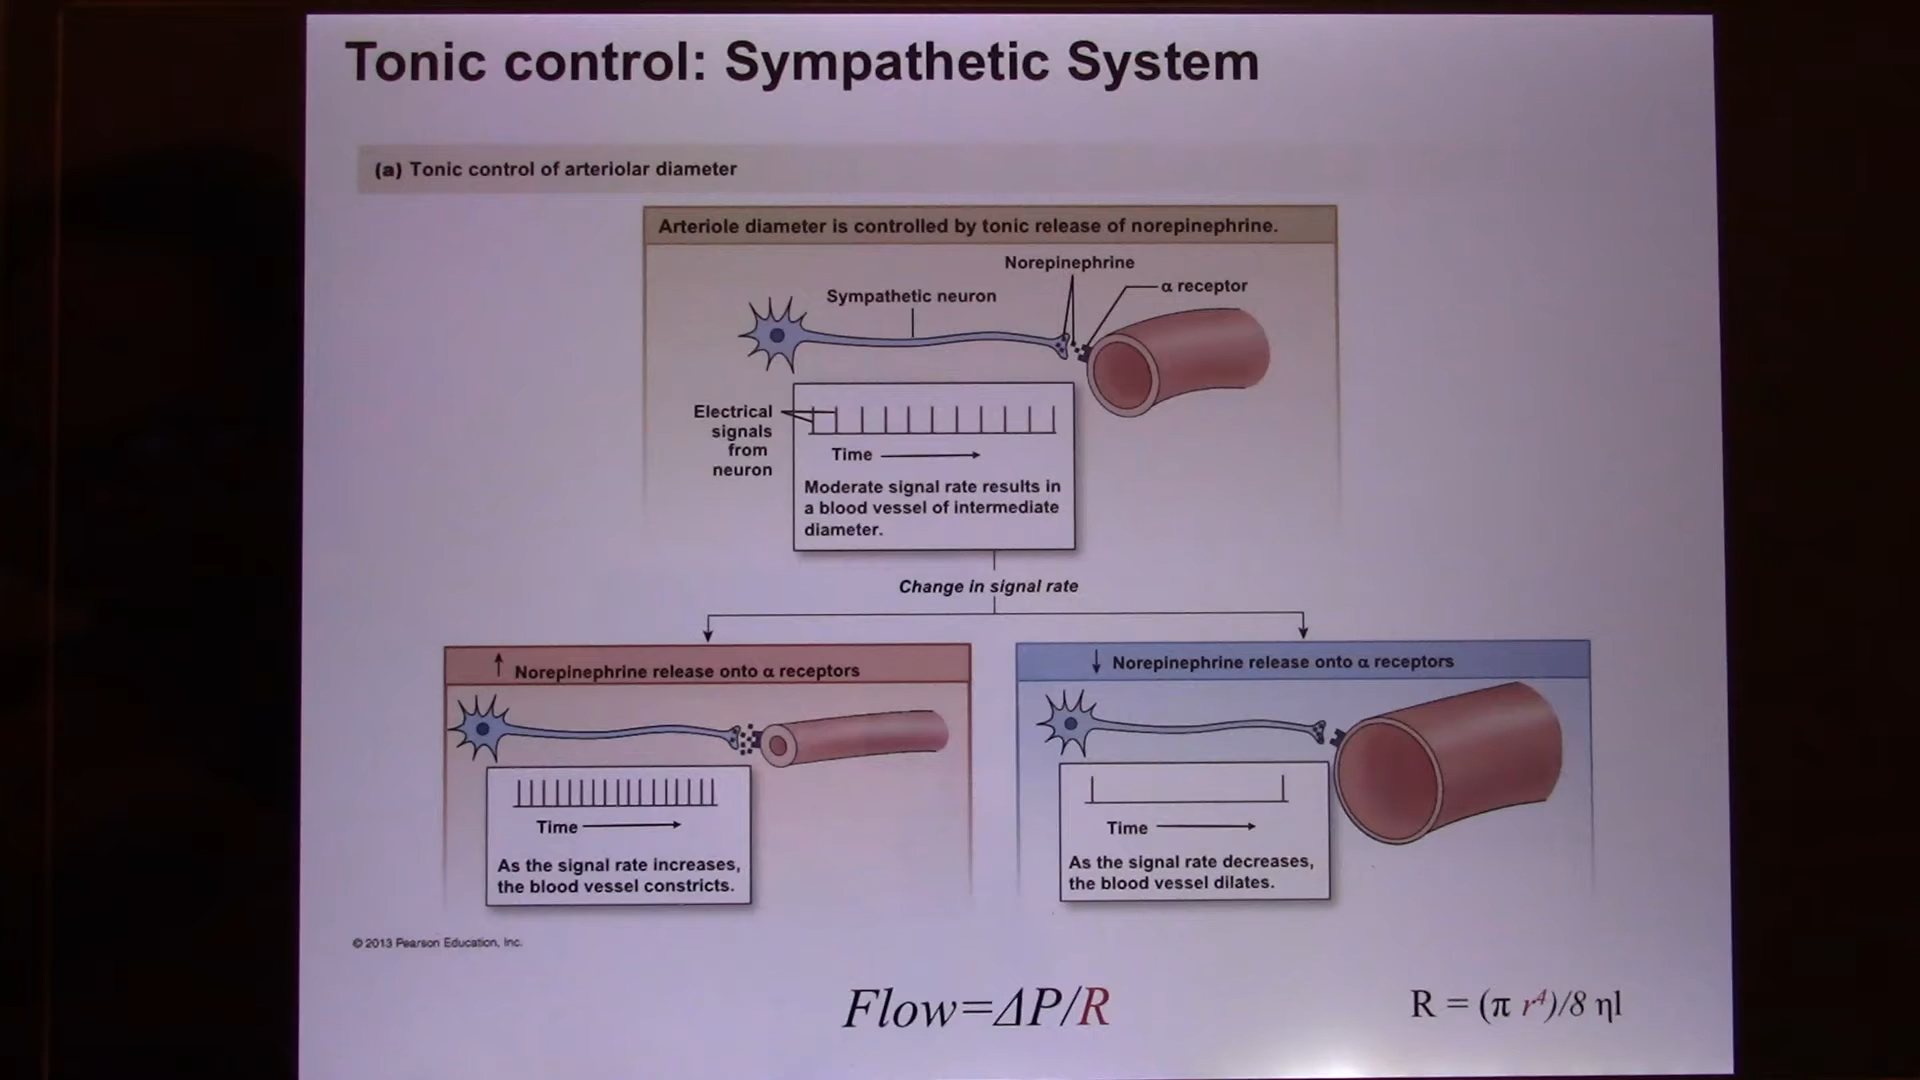 Tonic control: Sympathetic System
(a) Tonic control of arteriolar diameter
Arteriole diameter is controlled by tonic release of norepinephrine.
Norepinephrine
α receptor
Sympathetic neuron
Electrical
signals
from
neuron
Time
Moderate signal rate results in
a blood vessel of intermediate
diameter.
Change in signal rate
↑ Norepinephrine release onto α receptors
Time
As the signal rate increases,
the blood vessel constricts.
↓ Norepinephrine release onto α receptors
Time
As the signal rate decreases,
the blood vessel dilates.
© 2013 Pearson Education, Inc.
Flow=ΔP/R
R = (π r⁴)/8 ηl